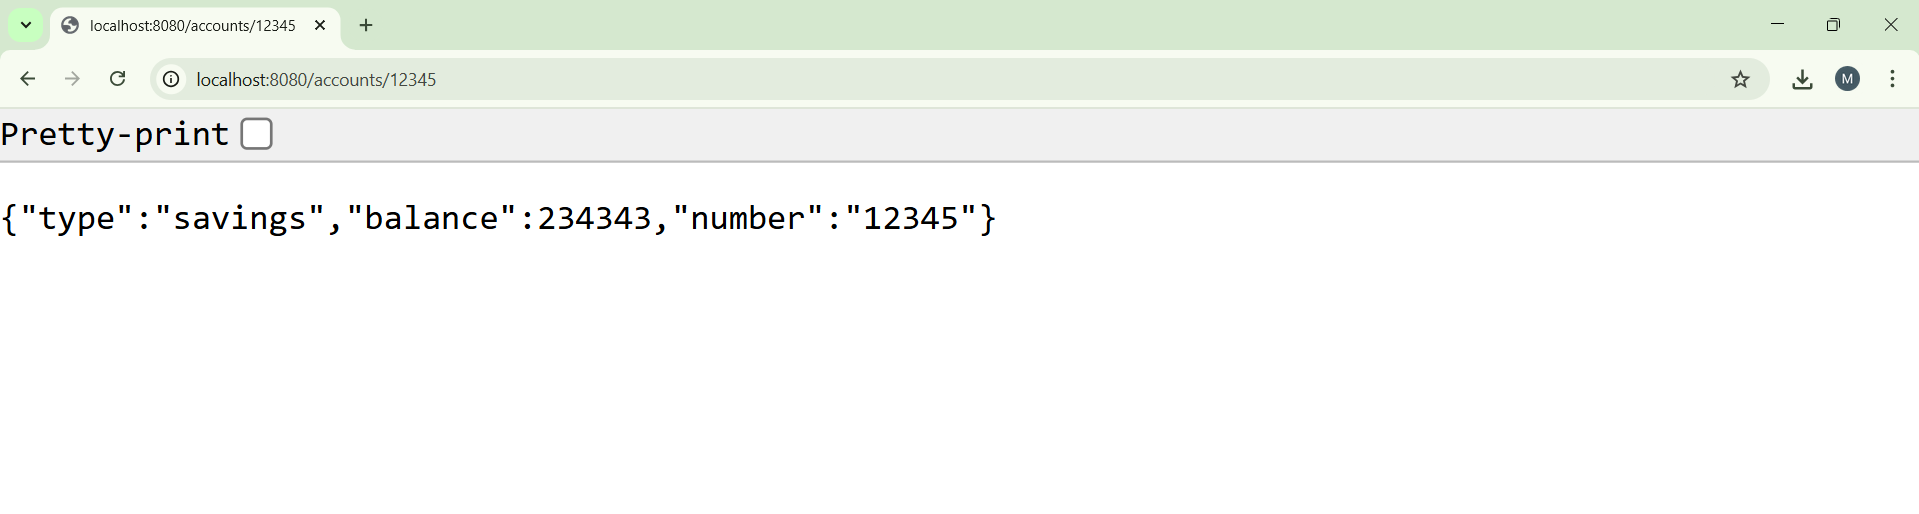 localhost:8080/accounts/12345
localhost:8080/accounts/12345
M
Pretty-print
{"type":"savings","balance":234343,"number":"12345"}